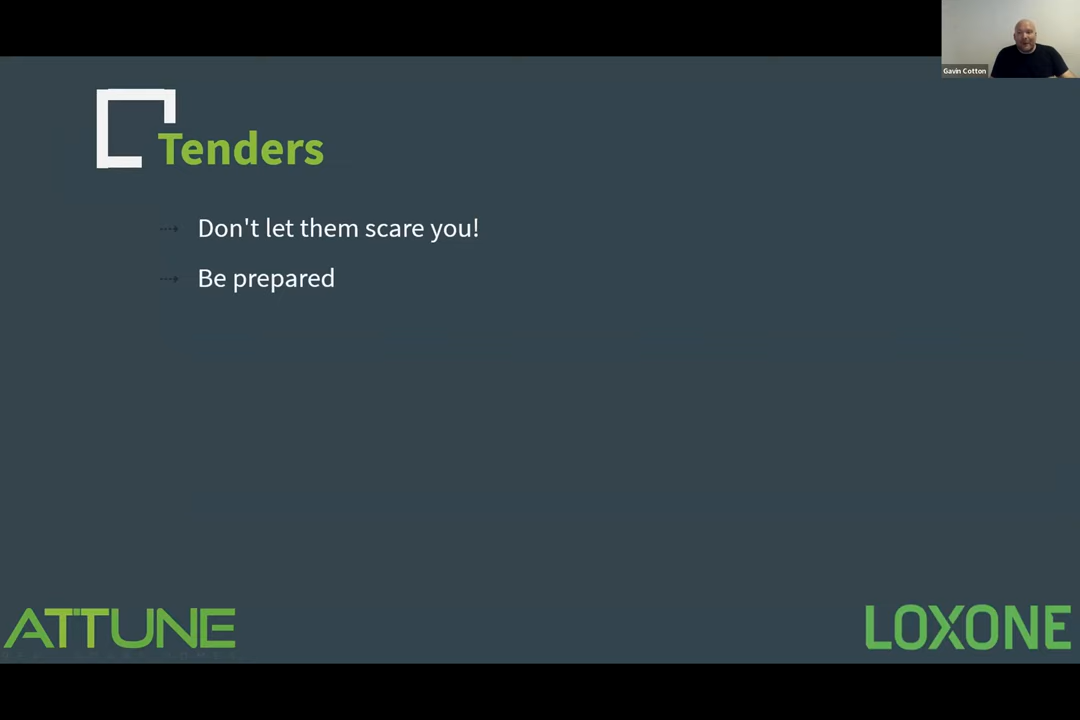 Gavin Cotton
Tenders
Don't let them scare you!
Be prepared
ATTUNE
LOXONE